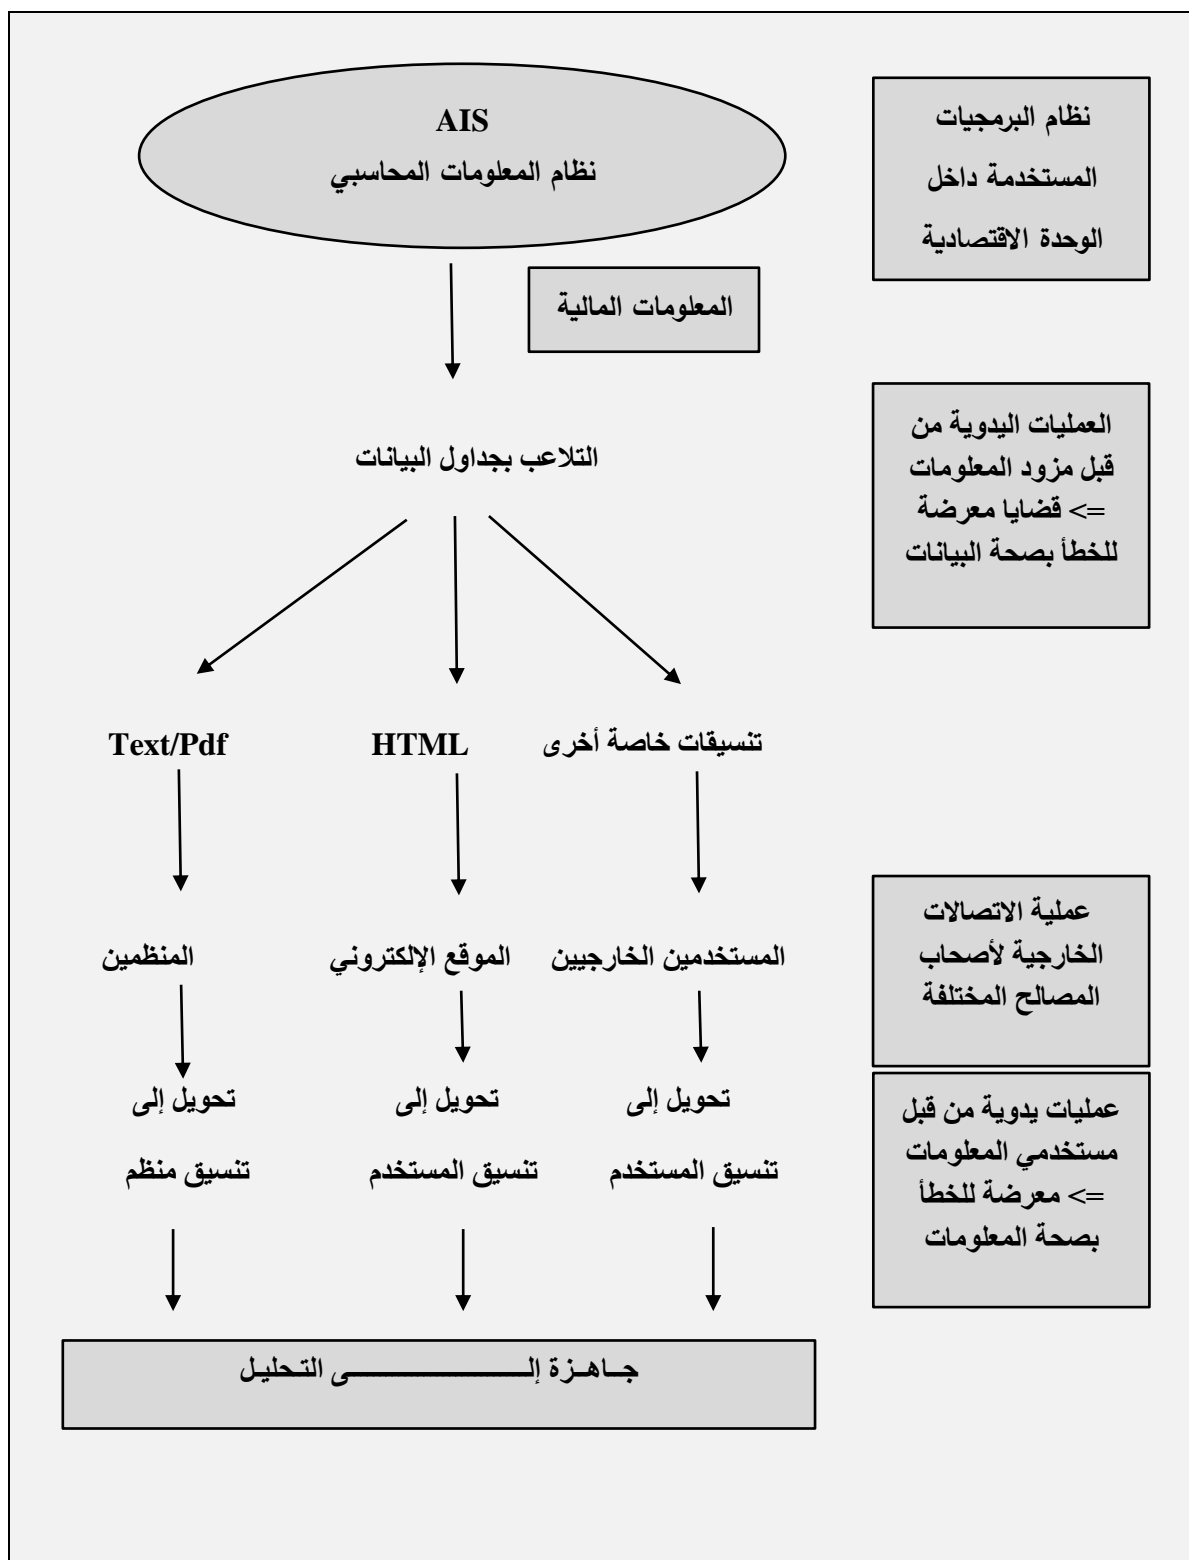 AIS
نظام المعلومات المحاسبي
نظام البرمجيات
المستخدمة داخل
الوحدة الاقتصادية
المعلومات المالية
التلاعب بجداول البيانات
العمليات اليدوية من
قبل مزود المعلومات
=> قضايا معرضة
للخطأ بصحة البيانات
تنسيقات خاصة أخرى
HTML
Text/Pdf
المستخدمين الخارجيين
الموقع الإلكتروني
المنظمين
عملية الاتصالات
الخارجية لأصحاب
المصالح المختلفة
تحويل إلى
تنسيق المستخدم
تحويل إلى
تنسيق المستخدم
تحويل إلى
تنسيق منظم
عمليات يدوية من قبل
مستخدمي المعلومات
=> معرضة للخطأ
بصحة المعلومات
جـــاهـــزة إلــــــــــــــــــــى التـحليـل